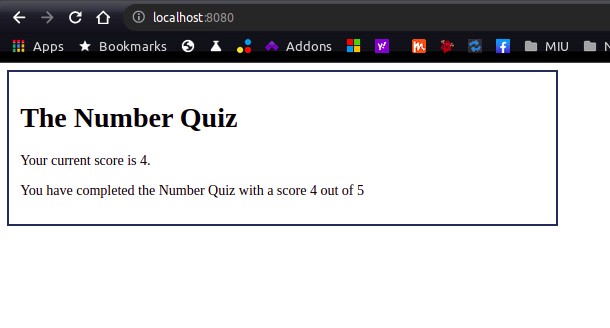 localhost:8080
Apps Bookmarks Addons MIU
The Number Quiz
Your current score is 4.
You have completed the Number Quiz with a score 4 out of 5